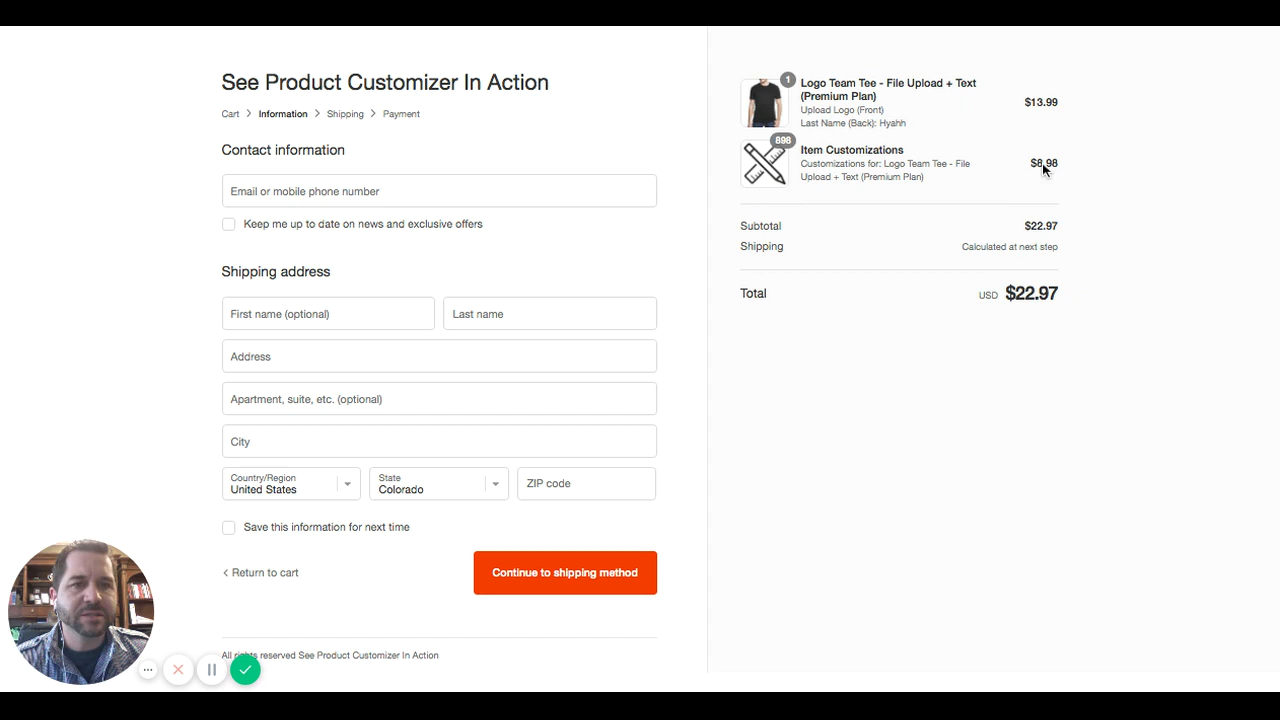 See Product Customizer In Action
Cart > Information > Shipping > Payment
Contact information
Email or mobile phone number
Keep me up to date on news and exclusive offers
Shipping address
First name (optional) Last name
Address
Apartment, suite, etc. (optional)
City
Country/Region State
United States Colorado ZIP code
Save this information for next time
< Return to cart Continue to shipping method
All rights reserved See Product Customizer In Action
1
Logo Team Tee - File Upload + Text
(Premium Plan)
$13.99
Upload Logo (Front)
Last Name (Back): Hyahh
898
Item Customizations
Customizations for: Logo Team Tee - File
Upload + Text (Premium Plan)
$8.98
Subtotal $22.97
Shipping Calculated at next step
Total USD $22.97